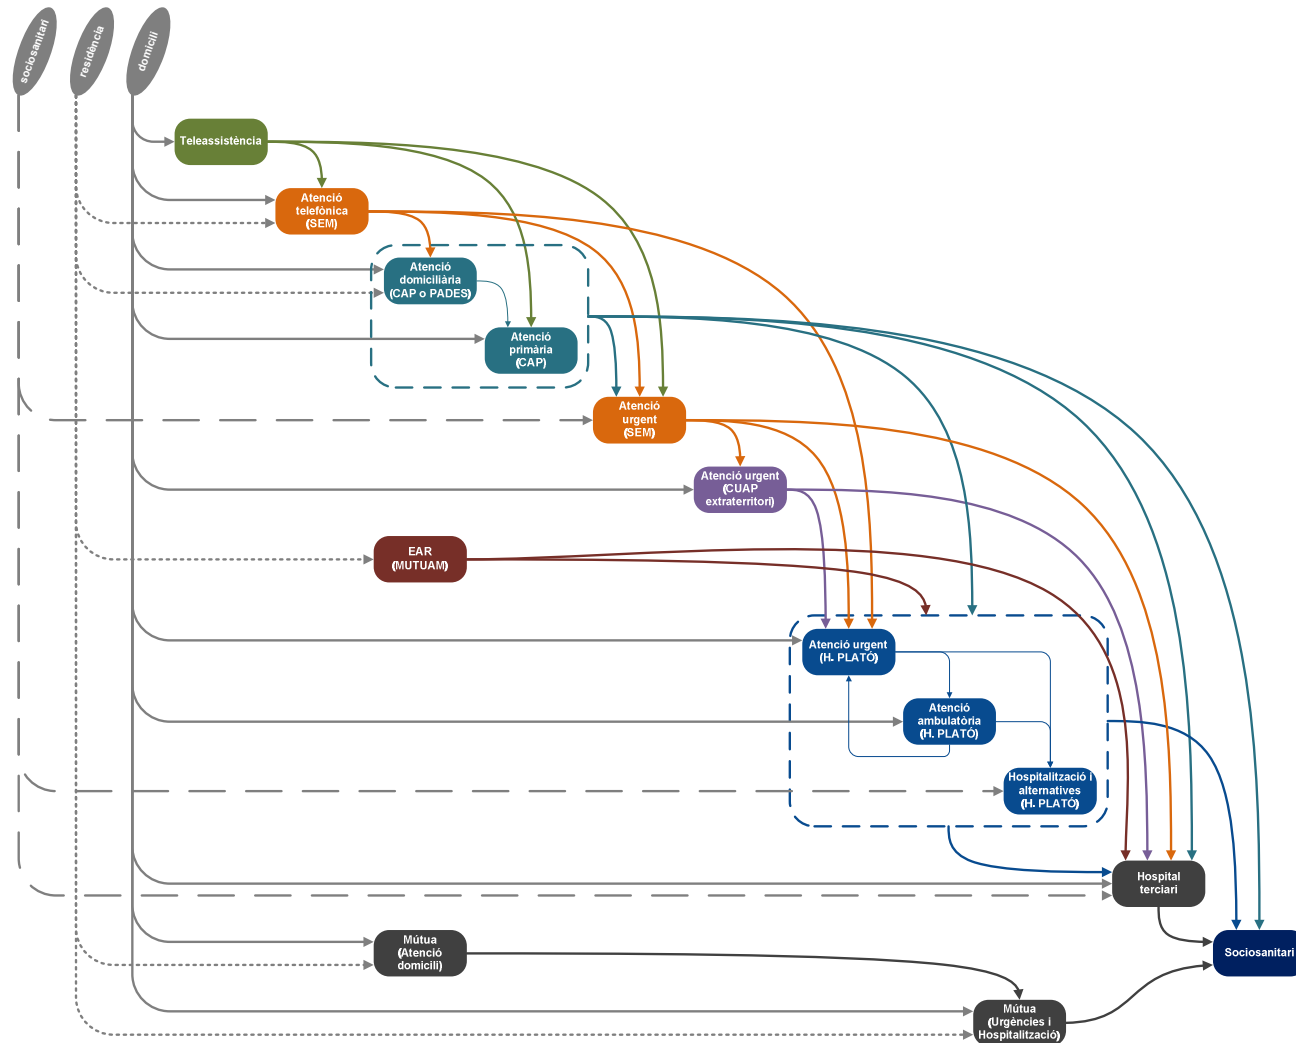 sociosanitari
residència
domicili
Teleassistència
Atenció
telefònica
(SEM)
Atenció
domiciliària
(CAP o PADES)
Atenció
primària
(CAP)
Atenció
urgent
(SEM)
Atenció urgent
(CUAP
extraterritori)
EAR
(MUTUAM)
Atenció urgent
(H. PLATÓ)
Atenció
ambulatòria
(H. PLATÓ)
Hospitalització i
alternatives
(H. PLATÓ)
Hospital
terciari
Mútua
(Atenció
domicili)
Sociosanitari
Mútua
(Urgències i
Hospitalització)